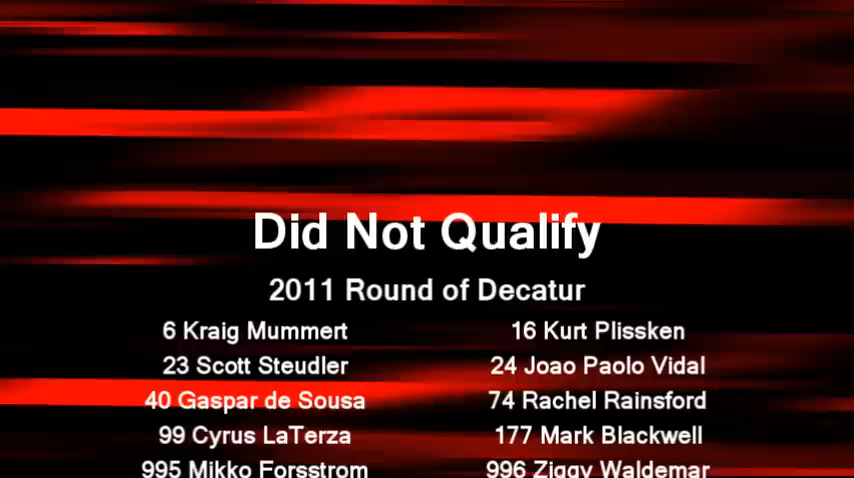 Did Not Qualify
2011 Round of Decatur
6 Kraig Mummert 16 Kurt Plissken
23 Scott Steudler 24 Joao Paolo Vidal
40 Gaspar de Sousa 74 Rachel Rainsford
99 Cyrus LaTerza 177 Mark Blackwell
995 Mikko Forsstrom 996 Ziggy Waldemar